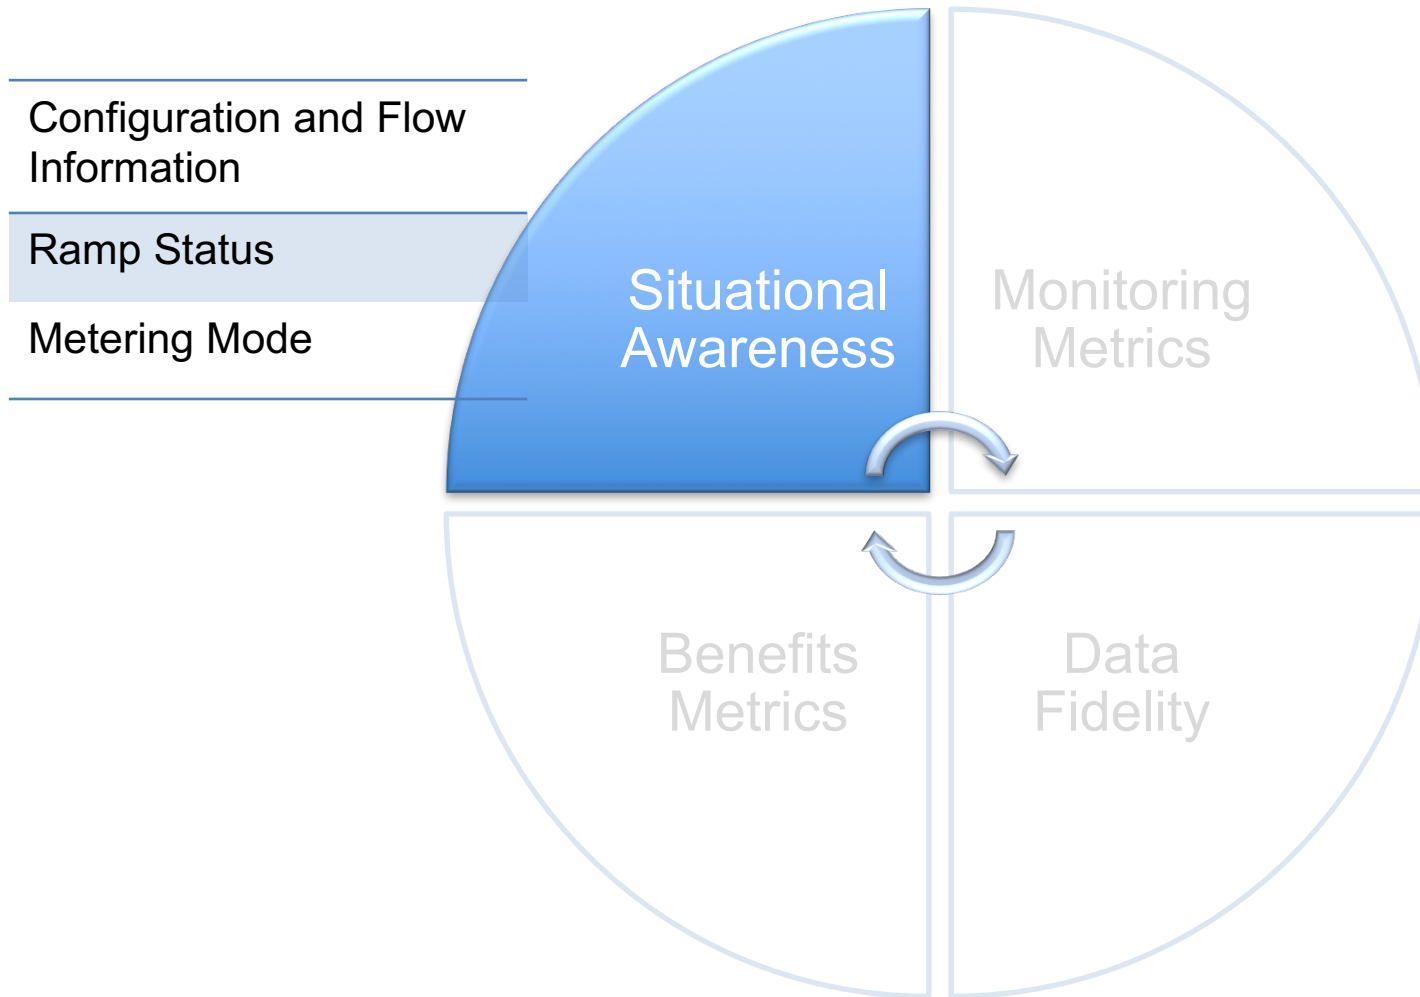 Configuration and Flow
Information
Ramp Status
Metering Mode
Situational
Awareness
Monitoring
Metrics
Benefits
Metrics
Data
Fidelity